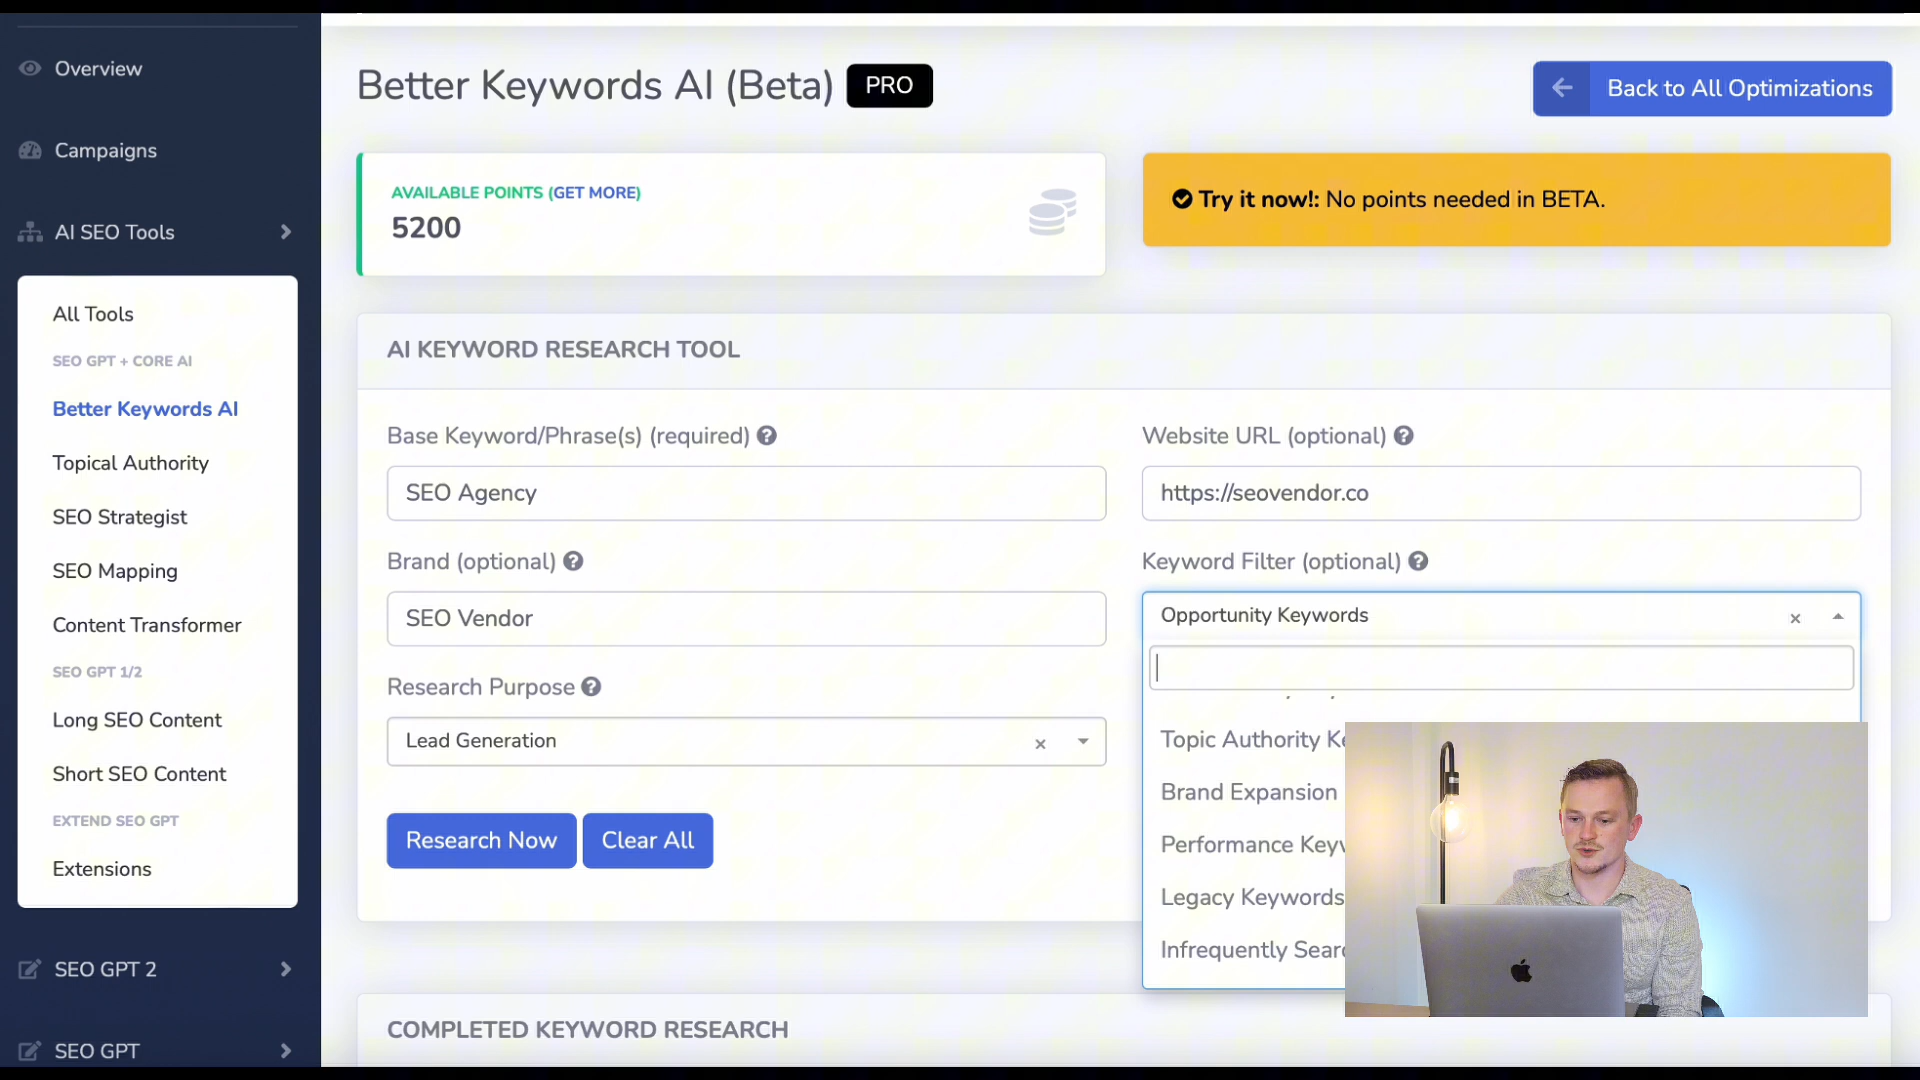 Overview
Campaigns
AI SEO Tools
All Tools
SEO GPT + CORE AI
Better Keywords AI
Topical Authority
SEO Strategist
SEO Mapping
Content Transformer
SEO GPT 1/2
Long SEO Content
Short SEO Content
EXTEND SEO GPT
Extensions
SEO GPT 2
SEO GPT
Better Keywords AI (Beta) PRO
Back to All Optimizations
AVAILABLE POINTS (GET MORE)
5200
Try it now!: No points needed in BETA.
AI KEYWORD RESEARCH TOOL
Base Keyword/Phrase(s) (required)
SEO Agency
Website URL (optional)
https://seovendor.co
Brand (optional)
SEO Vendor
Keyword Filter (optional)
Opportunity Keywords
Research Purpose
Lead Generation
Topic Authority
Brand Expansion
Performance
Legacy Keywords
Infrequently
Research Now
Clear All
COMPLETED KEYWORD RESEARCH